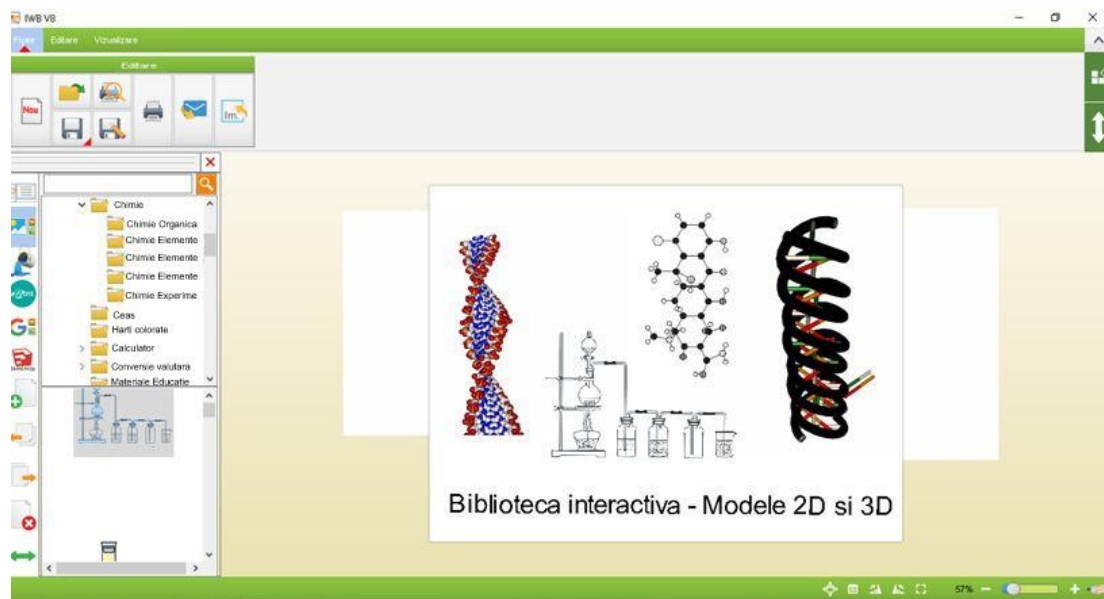 IWB V8
Fişier Editare Vizualizare
Editare
Nou
Im...
Chimie
Chimie Organica
Chimie Elemente
Chimie Elemente
Chimie Elemente
Chimie Experime
Ceas
Harti colorate
Calculator
Conversie valutara
Materiale Educatie
Biblioteca interactiva - Modele 2D si 3D
57%